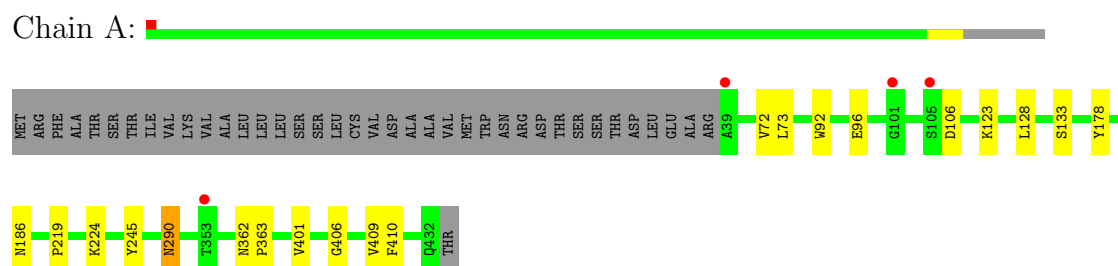 Chain A:
MET ARG PHE ALA THR SER THR ILE VAL LYS VAL ALA LEU LEU LEU SER SER LEU CYS VAL ASP ALA ALA VAL MET TRP ASN ARG ASP THR SER SER THR ASP LEU GLU ALA ARG A39 V72 L73 W92 E96 G101 S105 D106 K123 L128 S133 Y178
N186 P219 K224 Y245 N290 T353 N362 P363 V401 G406 V409 F410 Q432 THR